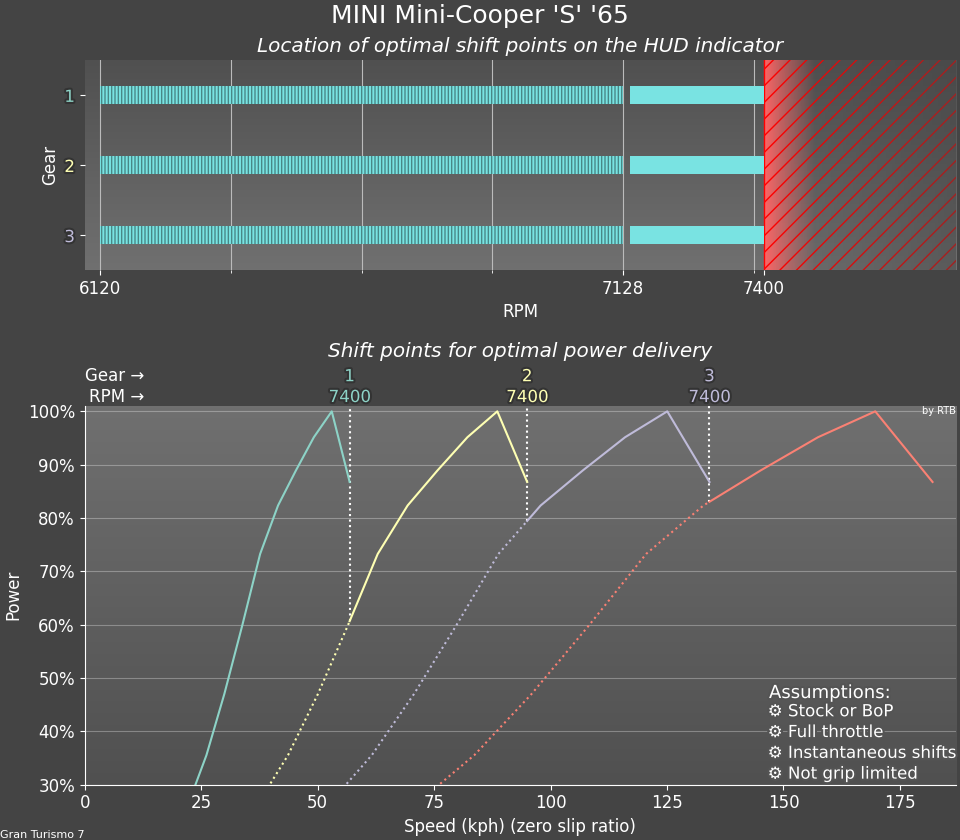 MINI Mini-Cooper 'S' '65
Location of optimal shift points on the HUD indicator
Gear
1
2
3
6120 7128 7400
RPM
Shift points for optimal power delivery
Gear → 1 2 3
RPM → 7400 7400 7400
by RTB
Power
100%
90%
80%
70%
60%
50%
40%
30%
Assumptions:
⚙ Stock or BoP
⚙ Full throttle
⚙ Instantaneous shifts
⚙ Not grip limited
0 25 50 75 100 125 150 175
Speed (kph) (zero slip ratio)
Gran Turismo 7